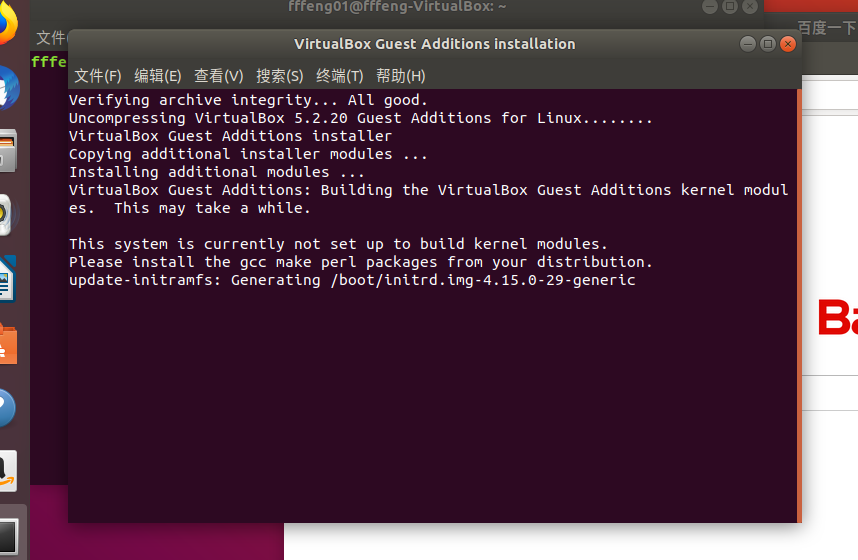 fffeng01@fffeng-VirtualBox: ~
百度一下
文件(
VirtualBox Guest Additions installation
文件(F) 编辑(E) 查看(V) 搜索(S) 终端(T) 帮助(H)
fffe
Verifying archive integrity... All good.
Uncompressing VirtualBox 5.2.20 Guest Additions for Linux........
VirtualBox Guest Additions installer
Copying additional installer modules ...
Installing additional modules ...
VirtualBox Guest Additions: Building the VirtualBox Guest Additions kernel modul
es.  This may take a while.
This system is currently not set up to build kernel modules.
Please install the gcc make perl packages from your distribution.
update-initramfs: Generating /boot/initrd.img-4.15.0-29-generic
Ba